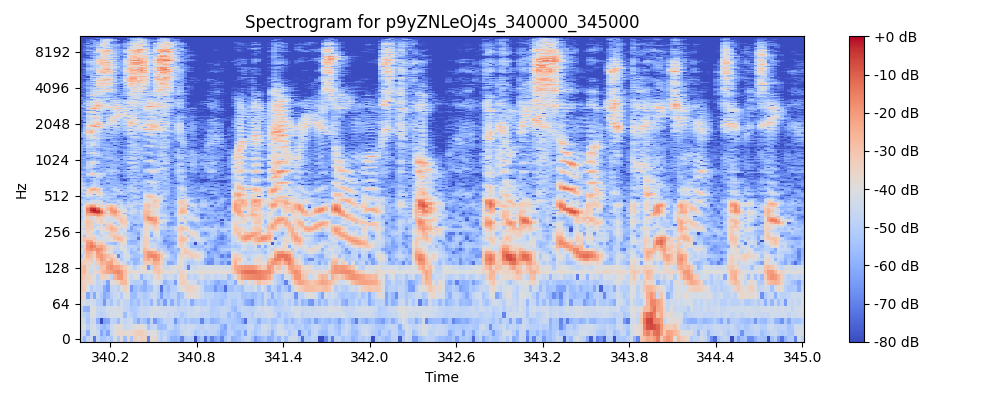 Spectrogram for p9yZNLeOj4s_340000_345000
Hz
8192
4096
2048
1024
512
256
128
64
0
340.2 340.8 341.4 342.0 342.6 343.2 343.8 344.4 345.0
Time
+0 dB
-10 dB
-20 dB
-30 dB
-40 dB
-50 dB
-60 dB
-70 dB
-80 dB